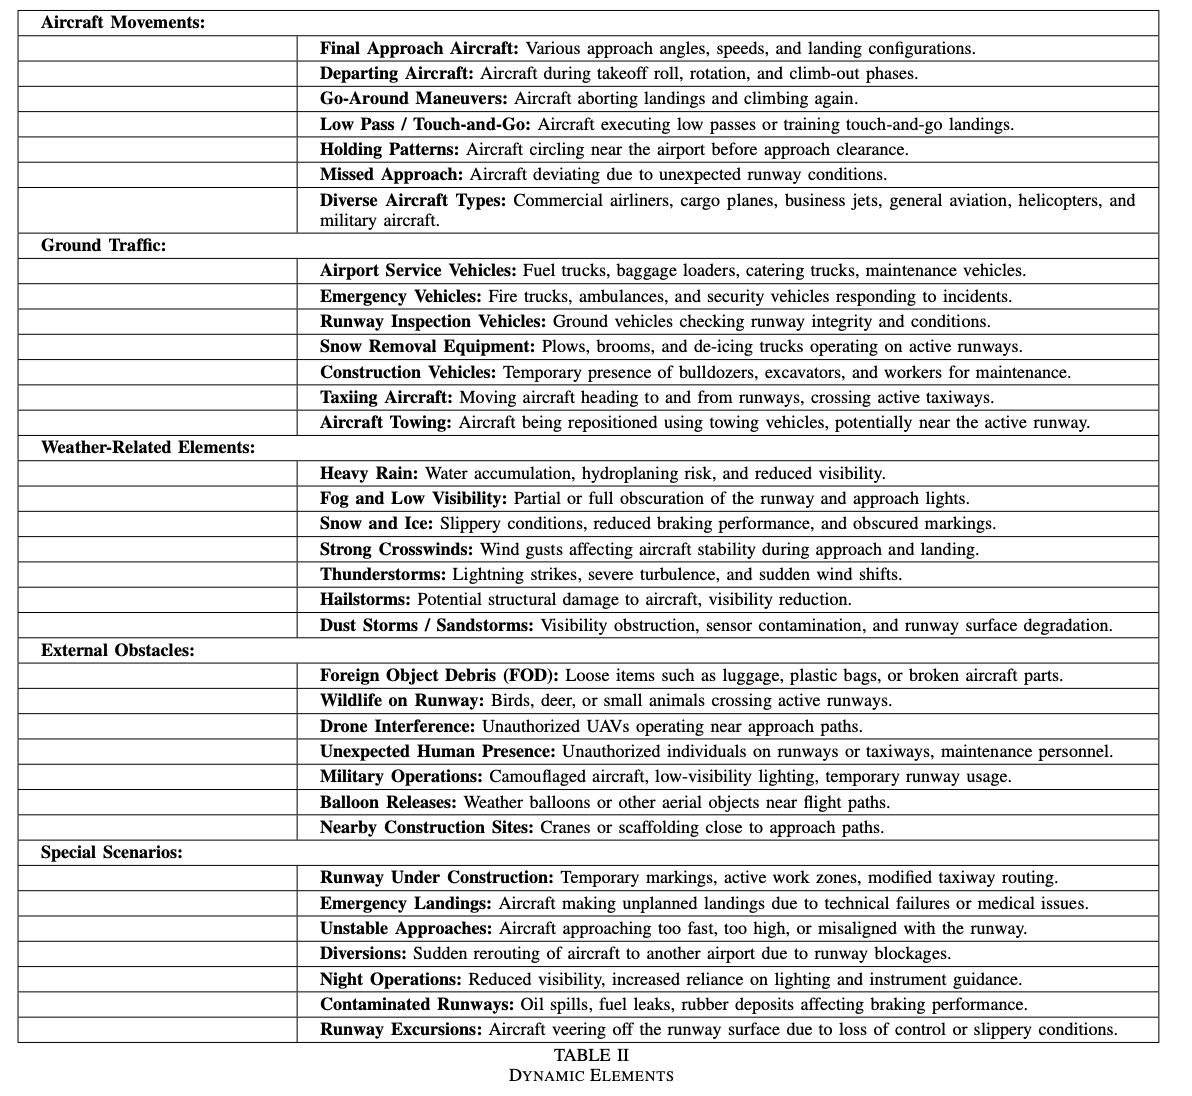 Aircraft Movements:
Final Approach Aircraft: Various approach angles, speeds, and landing configurations.
Departing Aircraft: Aircraft during takeoff roll, rotation, and climb-out phases.
Go-Around Maneuvers: Aircraft aborting landings and climbing again.
Low Pass / Touch-and-Go: Aircraft executing low passes or training touch-and-go landings.
Holding Patterns: Aircraft circling near the airport before approach clearance.
Missed Approach: Aircraft deviating due to unexpected runway conditions.
Diverse Aircraft Types: Commercial airliners, cargo planes, business jets, general aviation, helicopters, and
military aircraft.
Ground Traffic:
Airport Service Vehicles: Fuel trucks, baggage loaders, catering trucks, maintenance vehicles.
Emergency Vehicles: Fire trucks, ambulances, and security vehicles responding to incidents.
Runway Inspection Vehicles: Ground vehicles checking runway integrity and conditions.
Snow Removal Equipment: Plows, brooms, and de-icing trucks operating on active runways.
Construction Vehicles: Temporary presence of bulldozers, excavators, and workers for maintenance.
Taxiing Aircraft: Moving aircraft heading to and from runways, crossing active taxiways.
Aircraft Towing: Aircraft being repositioned using towing vehicles, potentially near the active runway.
Weather-Related Elements:
Heavy Rain: Water accumulation, hydroplaning risk, and reduced visibility.
Fog and Low Visibility: Partial or full obscuration of the runway and approach lights.
Snow and Ice: Slippery conditions, reduced braking performance, and obscured markings.
Strong Crosswinds: Wind gusts affecting aircraft stability during approach and landing.
Thunderstorms: Lightning strikes, severe turbulence, and sudden wind shifts.
Hailstorms: Potential structural damage to aircraft, visibility reduction.
Dust Storms / Sandstorms: Visibility obstruction, sensor contamination, and runway surface degradation.
External Obstacles:
Foreign Object Debris (FOD): Loose items such as luggage, plastic bags, or broken aircraft parts.
Wildlife on Runway: Birds, deer, or small animals crossing active runways.
Drone Interference: Unauthorized UAVs operating near approach paths.
Unexpected Human Presence: Unauthorized individuals on runways or taxiways, maintenance personnel.
Military Operations: Camouflaged aircraft, low-visibility lighting, temporary runway usage.
Balloon Releases: Weather balloons or other aerial objects near flight paths.
Nearby Construction Sites: Cranes or scaffolding close to approach paths.
Special Scenarios:
Runway Under Construction: Temporary markings, active work zones, modified taxiway routing.
Emergency Landings: Aircraft making unplanned landings due to technical failures or medical issues.
Unstable Approaches: Aircraft approaching too fast, too high, or misaligned with the runway.
Diversions: Sudden rerouting of aircraft to another airport due to runway blockages.
Night Operations: Reduced visibility, increased reliance on lighting and instrument guidance.
Contaminated Runways: Oil spills, fuel leaks, rubber deposits affecting braking performance.
Runway Excursions: Aircraft veering off the runway surface due to loss of control or slippery conditions.
TABLE II
DYNAMIC ELEMENTS